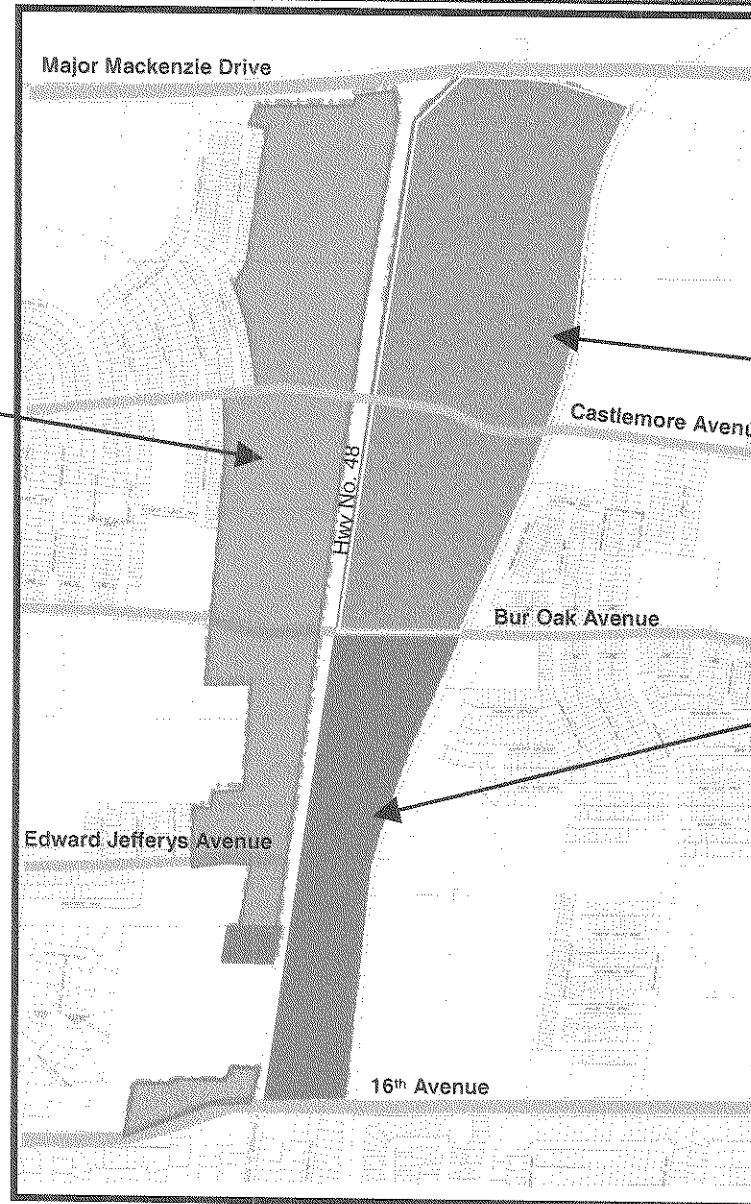 Major Mackenzie Drive
Castlemore Avenu
Hwy No. 48
Bur Oak Avenue
Edward Jefferys Avenue
16th Avenue